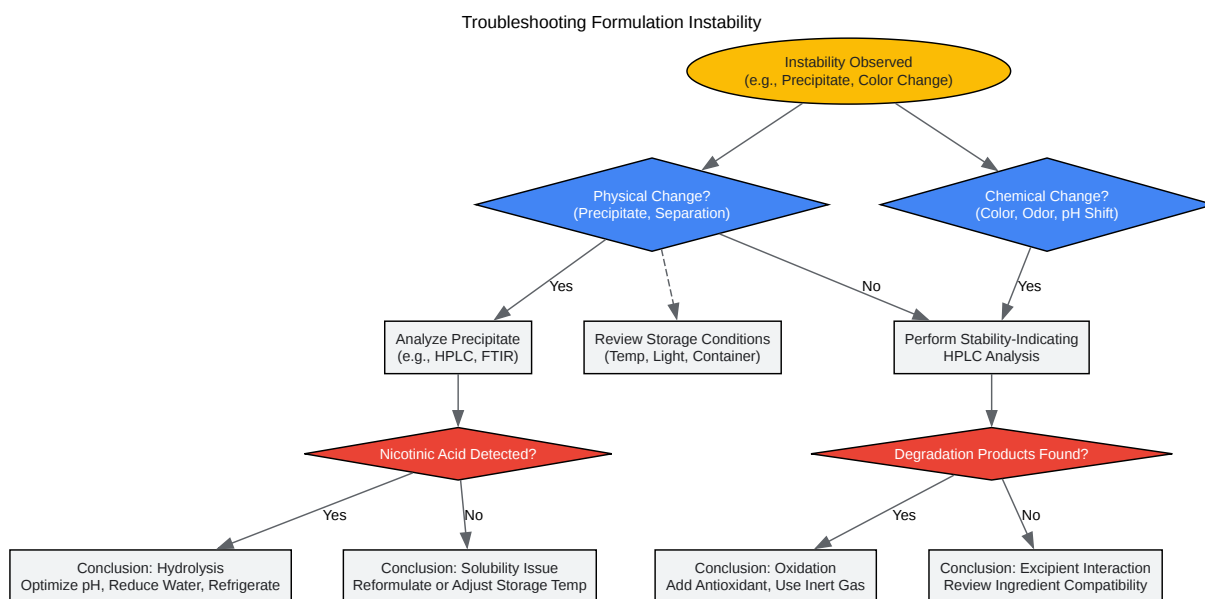 Troubleshooting Formulation Instability
Instability Observed
(e.g., Precipitate, Color Change)
Physical Change?
(Precipitate, Separation)
Chemical Change?
(Color, Odor, pH Shift)
Yes
No
Yes
Analyze Precipitate
(e.g., HPLC, FTIR)
Review Storage Conditions
(Temp, Light, Container)
Perform Stability-Indicating
HPLC Analysis
Nicotinic Acid Detected?
Degradation Products Found?
Yes
No
Yes
No
Conclusion: Hydrolysis
Optimize pH, Reduce Water, Refrigerate
Conclusion: Solubility Issue
Reformulate or Adjust Storage Temp
Conclusion: Oxidation
Add Antioxidant, Use Inert Gas
Conclusion: Excipient Interaction
Review Ingredient Compatibility